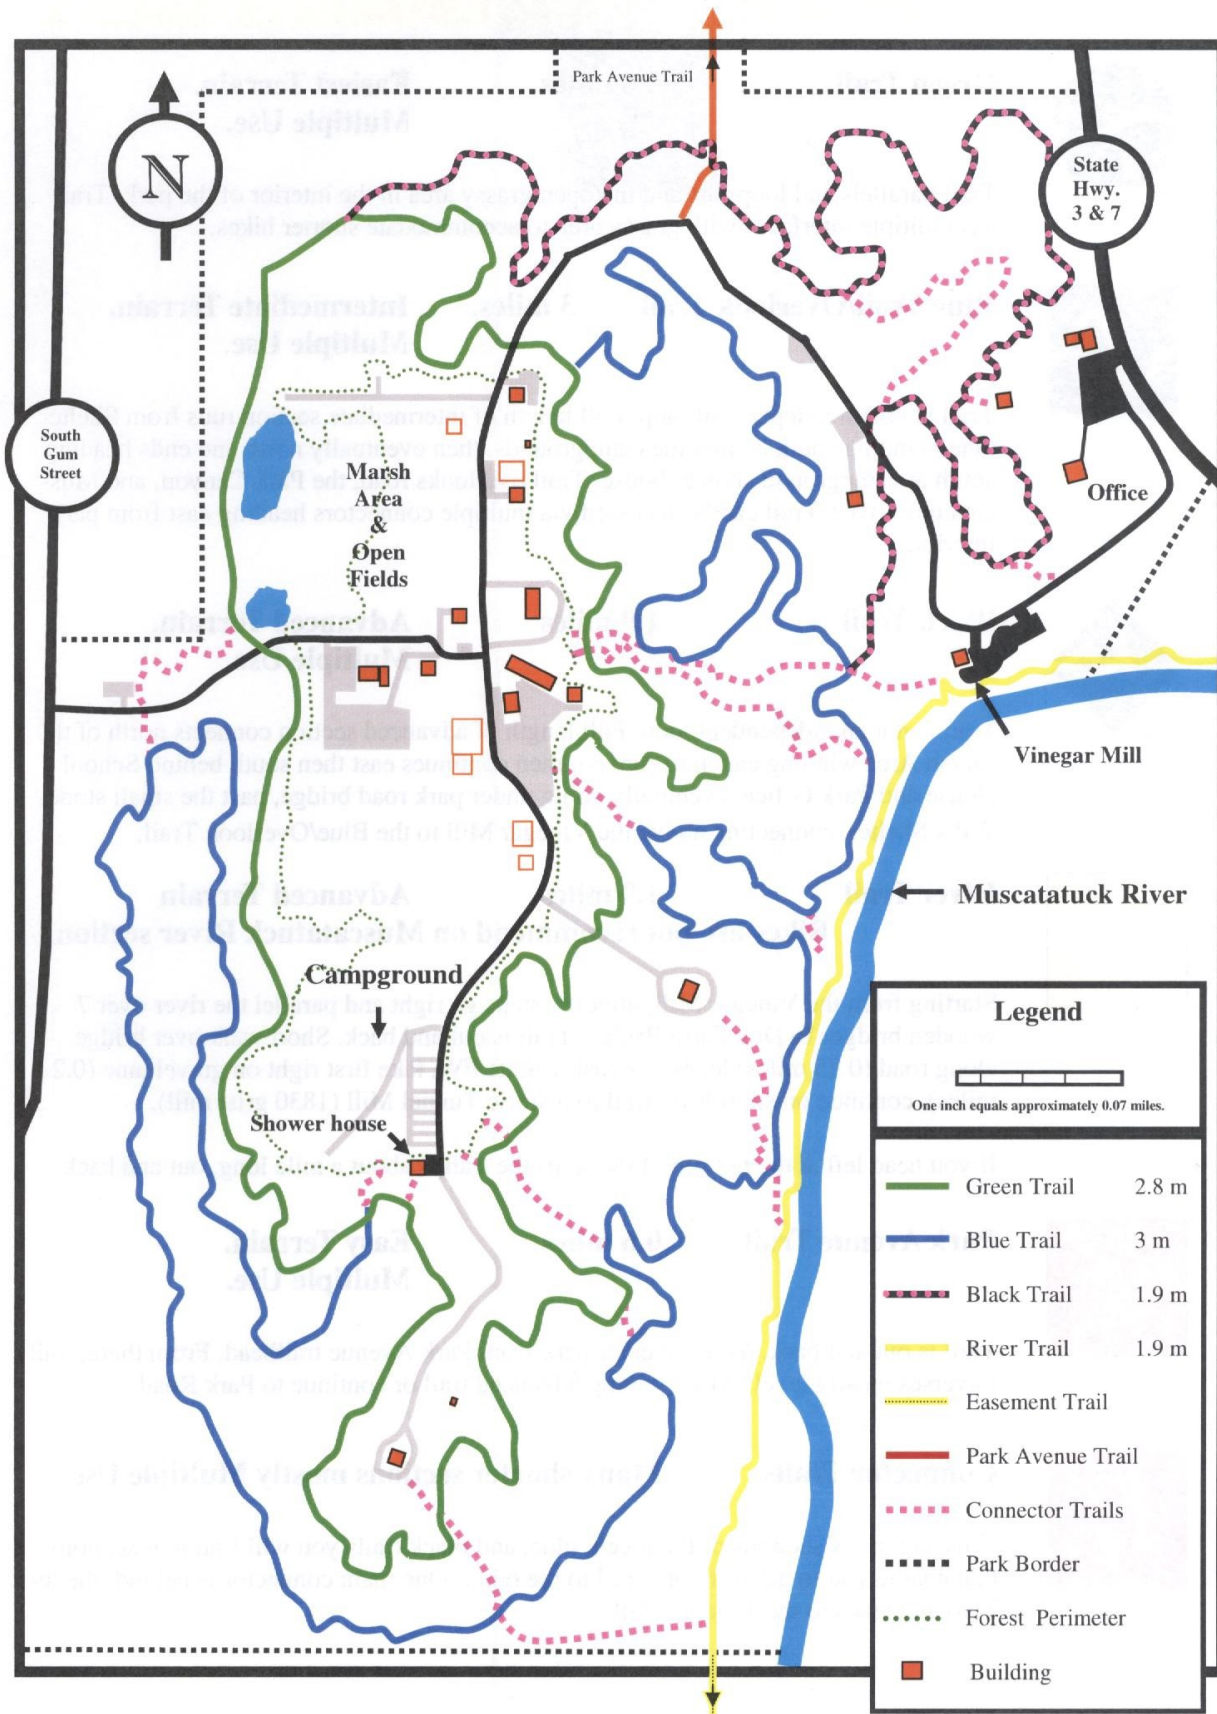 Park Avenue Trail
N
State
Hwy.
3 & 7
South
Gum
Street
Marsh
Area
&
Open
Fields
Office
Vinegar Mill
Muscatatuck River
Campground
Shower house
Legend
One inch equals approximately 0.07 miles.
Green Trail 2.8 m
Blue Trail 3 m
Black Trail 1.9 m
River Trail 1.9 m
Easement Trail
Park Avenue Trail
Connector Trails
Park Border
Forest Perimeter
Building